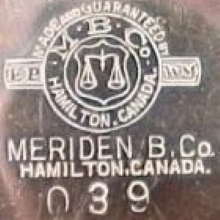 MADE AND GUARANTEED BY
M.B.Co.
E.P. W.M.
HAMILTON, CANADA.
MERIDEN B. Co.
HAMILTON, CANADA.
039